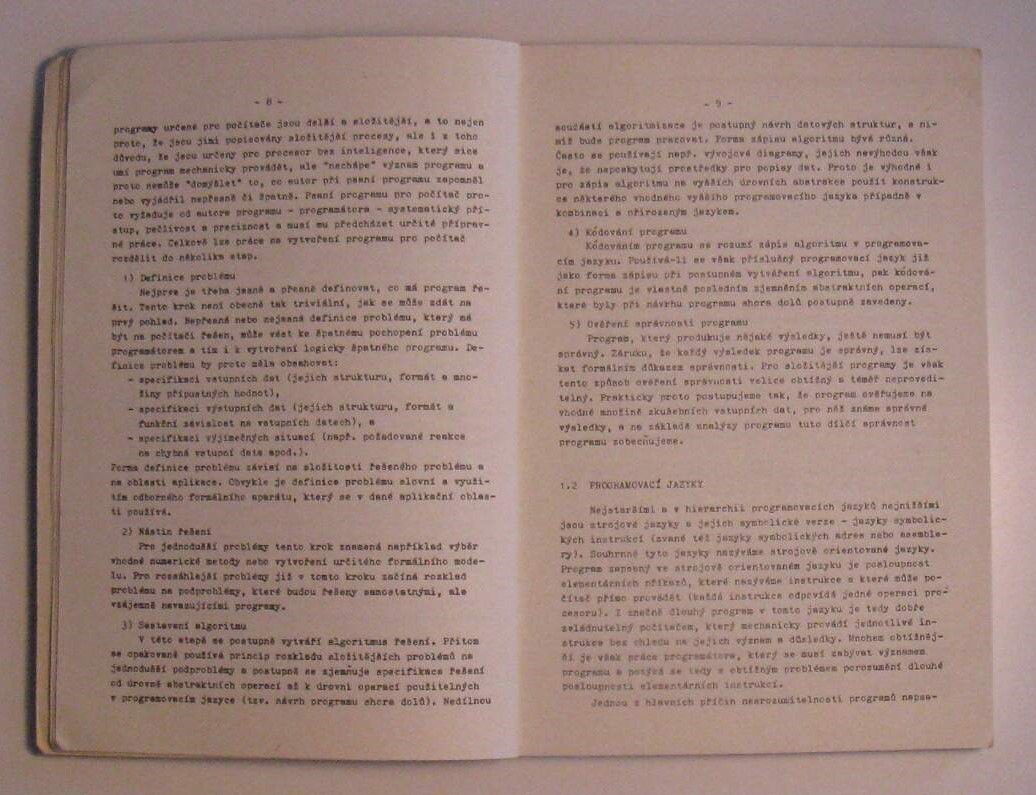 - 8 -
programy určené pro počítače jsou delší a složitější, a to nejen
proto, že jsou jimi popisovány složitější procesy, ale i z toho
důvodu, že jsou určeny pro procesor bez inteligence, který sice
umí program mechanicky provádět, ale "nechápe" význam programu a
proto nemůže "domýšlet" to, co autor při psaní programu zapomněl
nebo vyjádřil nepřesně či špatně. Psaní programu pro počítač pro-
to vyžaduje od autora programu - programátora - systematický pří-
stup, pečlivost a preciznost a musí mu předcházet určité příprav-
né práce. Celkově lze práce na vytvoření programu pro počítač
rozdělit do několika etap.
1) Definice problému
Nejprve je třeba jasně a přesně definovat, co má program ře-
šit. Tento krok není obecně tak triviální, jak se může zdát na
prvý pohled. Nepřesná nebo nejasná definice problému, který má
být na počítači řešen, může vést ke špatnému pochopení problému
programátorem a tím i k vytvoření logicky špatného programu. De-
finice problému by proto měla obsahovat:
- specifikaci vstupních dat (jejich strukturu, formát a mno-
žiny přípustných hodnot),
- specifikaci výstupních dat (jejich strukturu, formát a
funkční závislost na vstupních datech), a
- specifikaci výjimečných situací (např. požadované reakce
na chybná vstupní data apod.).
Forma definice problému závisí na složitosti řešeného problému a
na oblasti aplikace. Obvykle je definice problému slovní a využi-
tím odborného formálního aparátu, který se v dané aplikační oblas-
ti používá.
2) Nástin řešení
Pro jednodušší problémy tento krok znamená například výběr
vhodné numerické metody nebo vytvoření určitého formálního mode-
lu. Pro rozsáhlejší problémy již v tomto kroku začíná rozklad
problému na podproblémy, které budou řešeny samostatnými, ale
vzájemně navazujícími programy.
3) Sestavení algoritmu
V této etapě se postupně vytváří algoritmus řešení. Přitom
se opakovaně používá princip rozkladu složitějších problémů na
jednodušší podproblémy a postupně se zjemňuje specifikace řešení
od úrovně abstraktních operací až k úrovni operací použitelných
v programovacím jazyce (tzv. návrh programu shora dolů). Nedílnou
- 9 -
součástí algoritmizace je postupný návrh datových struktur, s ni-
miž bude program pracovat. Forma zápisu algoritmu bývá různá.
Často se používají např. vývojové diagramy, jejich nevýhodou však
je, že neposkytují prostředky pro popisy dat. Proto je výhodné i
pro zápis algoritmu na vyšších úrovních abstrakce použít konstruk-
ce některého vhodného vyššího programovacího jazyka případně v
kombinaci s přirozeným jazykem.
4) Kódování programu
Kódováním programu se rozumí zápis algoritmu v programova-
cím jazyku. Používá-li se však příslušný programovací jazyk již
jako forma zápisu při postupném vytváření algoritmu, pak kódová-
ní programu je vlastně posledním zjemněním abstraktních operací,
které byly při návrhu programu shora dolů postupně zavedeny.
5) Ověření správnosti programu
Program, který produkuje nějaké výsledky, ještě nemusí být
správný. Záruku, že každý výsledek programu je správný, lze zís-
kat formálním důkazem správnosti. Pro složitější programy je však
tento způsob ověření správnosti velice obtížný a téměř neprovedi-
telný. Prakticky proto postupujeme tak, že program ověřujeme na
vhodné množině zkušebních vstupních dat, pro něž známe správné
výsledky, a na základě analýzy programu tuto dílčí správnost
programu zobecňujeme.
1.2 PROGRAMOVACÍ JAZYKY
Nejstaršími a v hierarchii programovacích jazyků nejnižšími
jsou strojové jazyky a jejich symbolické verze - jazyky symbolic-
kých instrukcí (zvané též jazyky symbolických adres nebo asemble-
ry). Souhrnně tyto jazyky nazýváme strojově orientované jazyky.
Program zapsaný ve strojově orientovaném jazyku je posloupnost
elementárních příkazů, které nazýváme instrukce a které může po-
čítač přímo provádět (každá instrukce odpovídá jedné operaci pro-
cesoru). I značně dlouhý program v tomto jazyku je tedy dobře
zvládnutelný počítačem, který mechanicky provádí jednotlivé in-
strukce bez ohledu na jejich význam a důsledky. Mnohem obtížněj-
ší je však práce programátora, který se musí zabývat významem
programu a potýká se tedy s obtížným problémem porozumění dlouhé
posloupnosti elementárních instrukcí.
Jednou z hlavních příčin nesrozumitelnosti programů napsa-